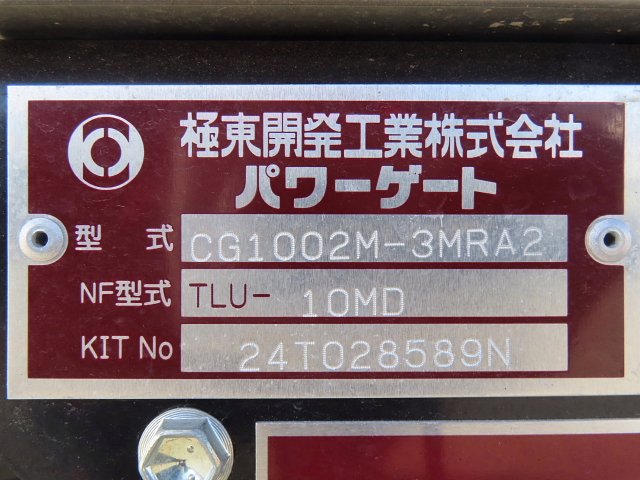 極東開発工業株式会社
パワーゲート
型 式 CG1002M-3MRA2
NF型式 TLU- 10MD
KIT No 24T028589N